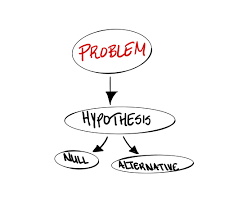 PROBLEM
HYPOTHESIS
NULL
ALTERNATIVE